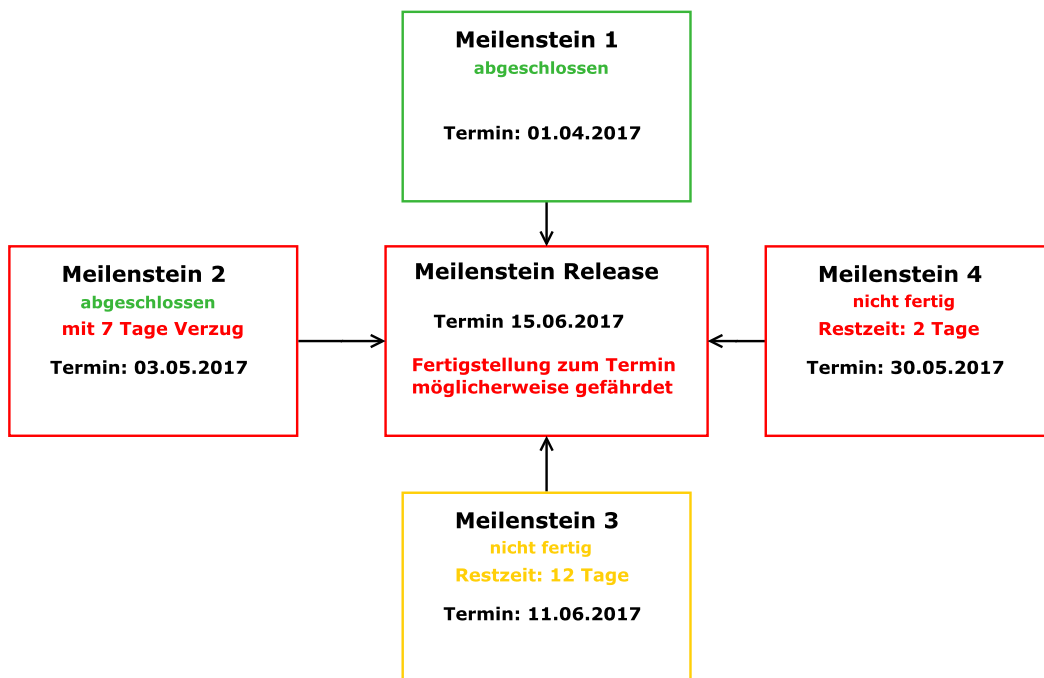 Meilenstein 1
abgeschlossen
Termin: 01.04.2017
Meilenstein 2
abgeschlossen
mit 7 Tage Verzug
Termin: 03.05.2017
Meilenstein Release
Termin 15.06.2017
Fertigstellung zum Termin
möglicherweise gefährdet
Meilenstein 4
nicht fertig
Restzeit: 2 Tage
Termin: 30.05.2017
Meilenstein 3
nicht fertig
Restzeit: 12 Tage
Termin: 11.06.2017